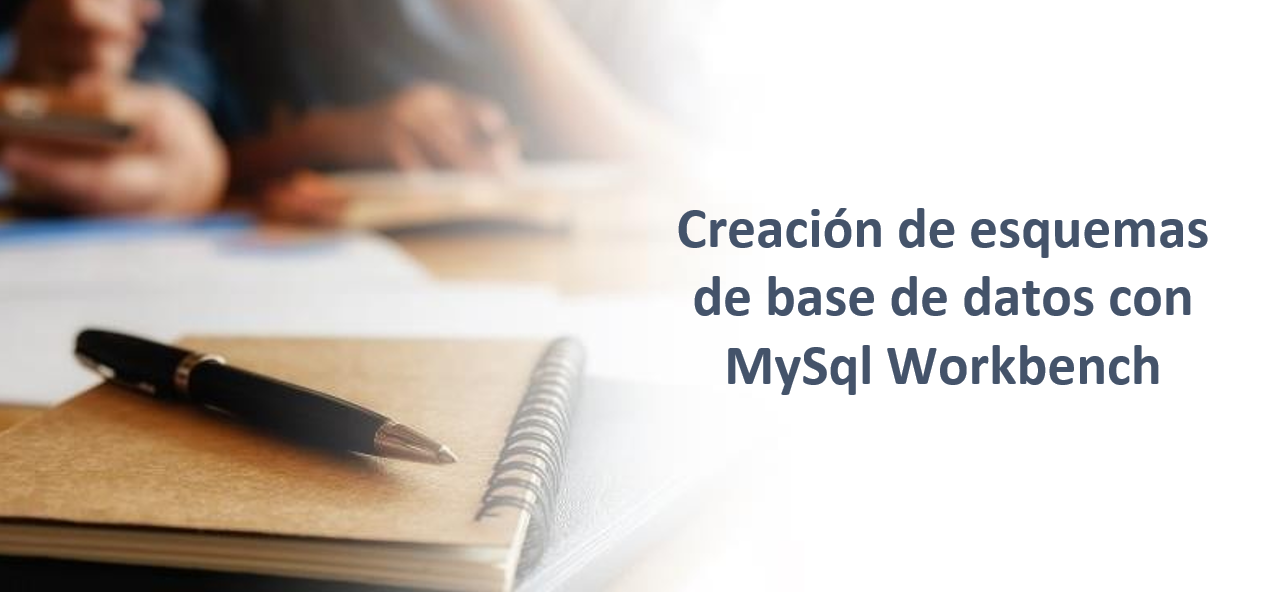 Creación de esquemas
de base de datos con
MySql Workbench